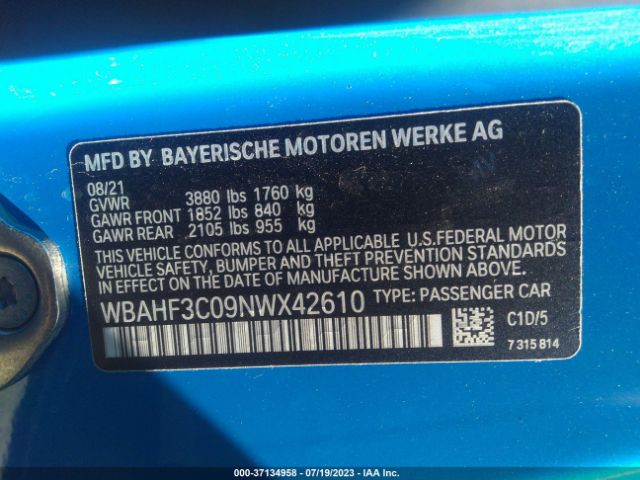 MFD BY BAYERISCHE MOTOREN WERKE AG
08/21
GVWR 3880 lbs 1760 kg
GAWR FRONT 1852 lbs 840 kg
GAWR REAR 2105 lbs 955 kg
THIS VEHICLE CONFORMS TO ALL APPLICABLE U.S.FEDERAL MOTOR
VEHICLE SAFETY, BUMPER, AND THEFT PREVENTION STANDARDS
IN EFFECT ON THE DATE OF MANUFACTURE SHOWN ABOVE.
WBAHF3C09NWX42610 TYPE: PASSENGER CAR
C1D/5
7 315 814
000-37134958 - 07/19/2023 - IAA Inc.